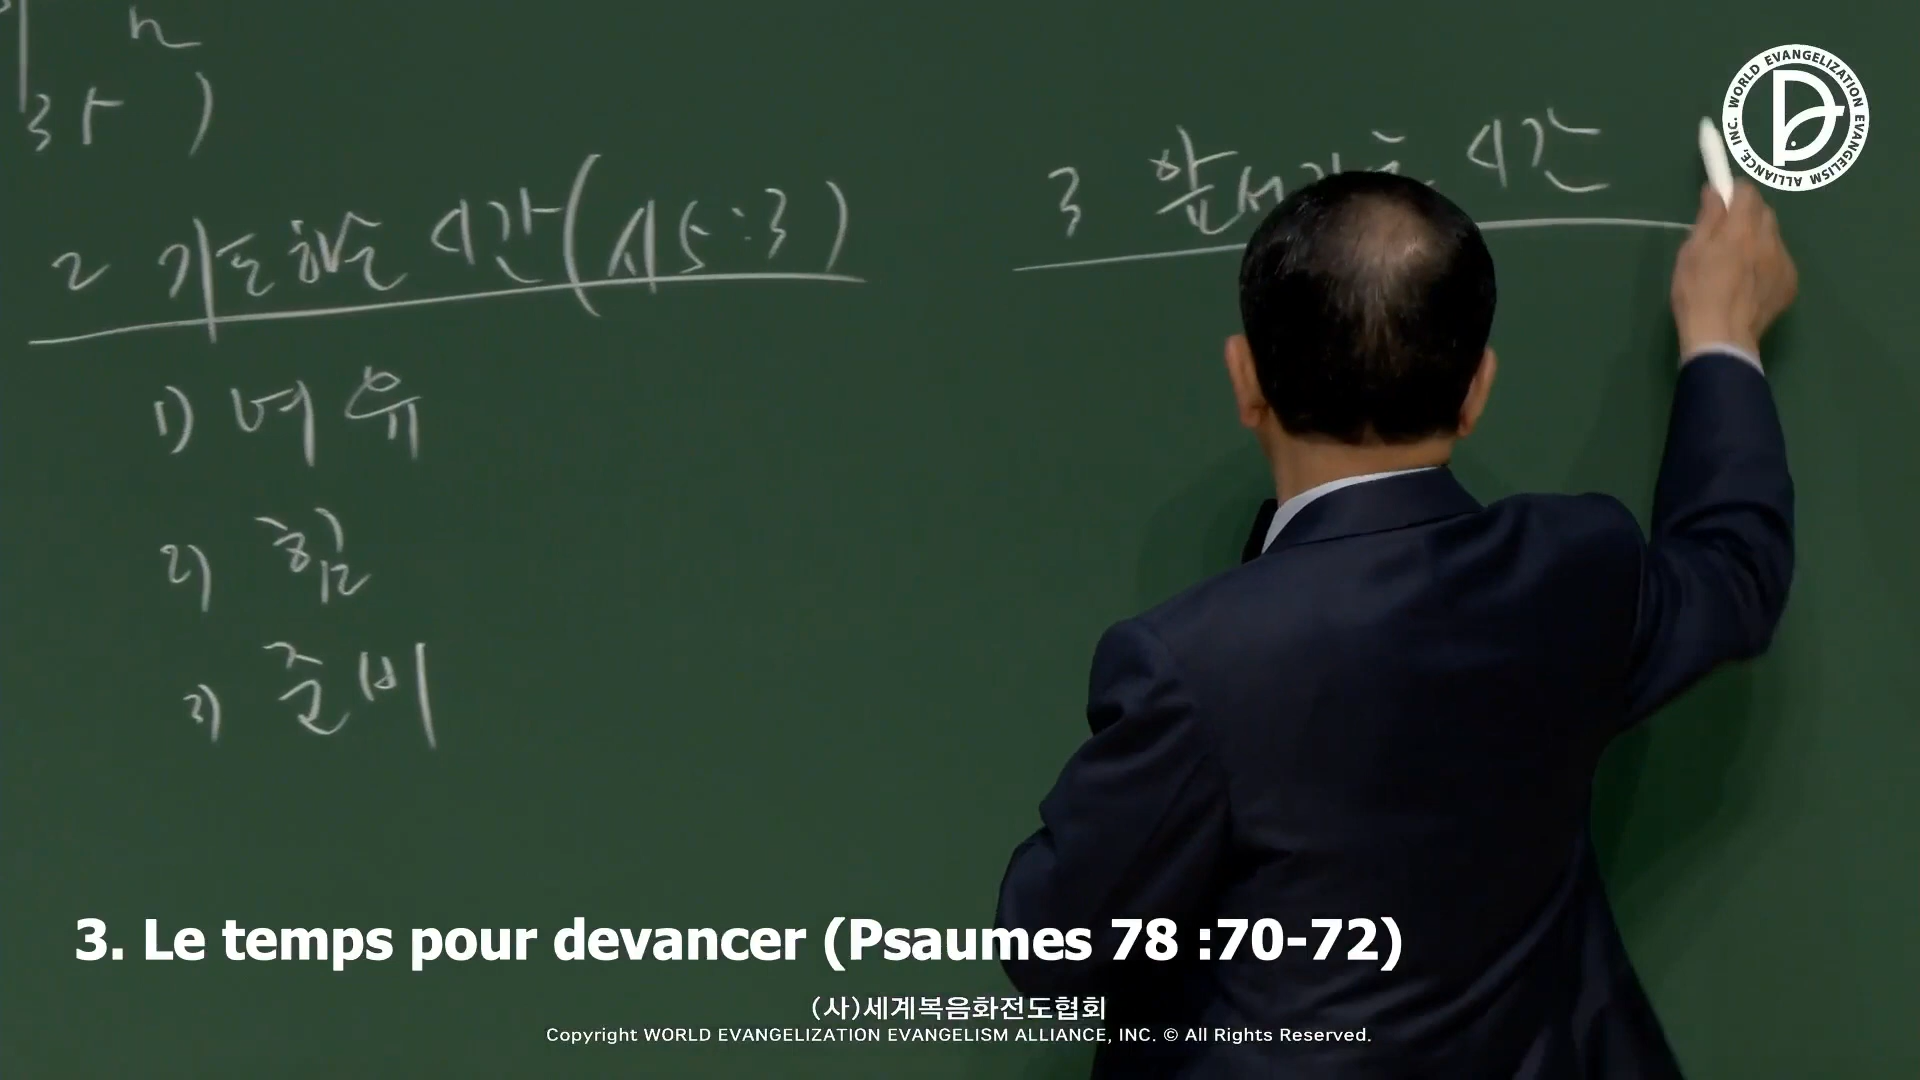 35 )
2 기도하는 시간 (시 5:3)
1) 여유
2) 힘
3) 준비
3 앞서가는 시간
WORLD EVANGELIZATION EVANGELISM ALLIANCE, INC.
3. Le temps pour devancer (Psaumes 78 :70-72)
(사)세계복음화전도협회
Copyright WORLD EVANGELIZATION EVANGELISM ALLIANCE, INC. © All Rights Reserved.